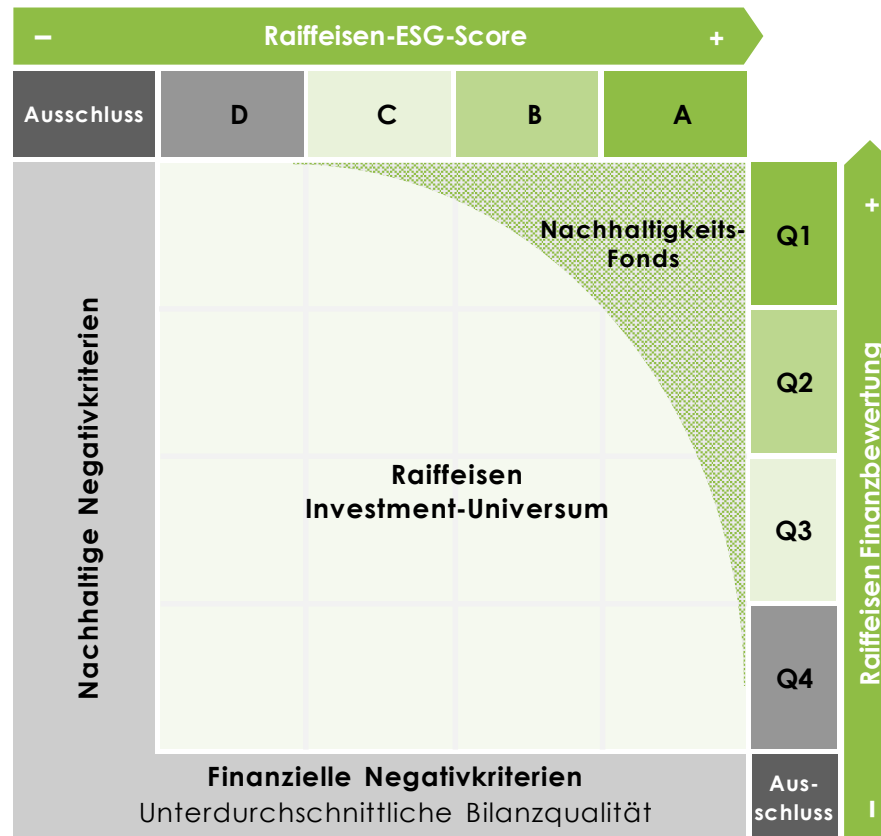 − Raiffeisen-ESG-Score +
Ausschluss D C B A
Nachhaltigkeits-
Fonds
Q1
Q2
Q3
Q4
+
Raiffeisen Finanzbewertung
−
Nachhaltige Negativkriterien
Raiffeisen
Investment-Universum
Finanzielle Negativkriterien
Unterdurchschnittliche Bilanzqualität
Aus-
schluss